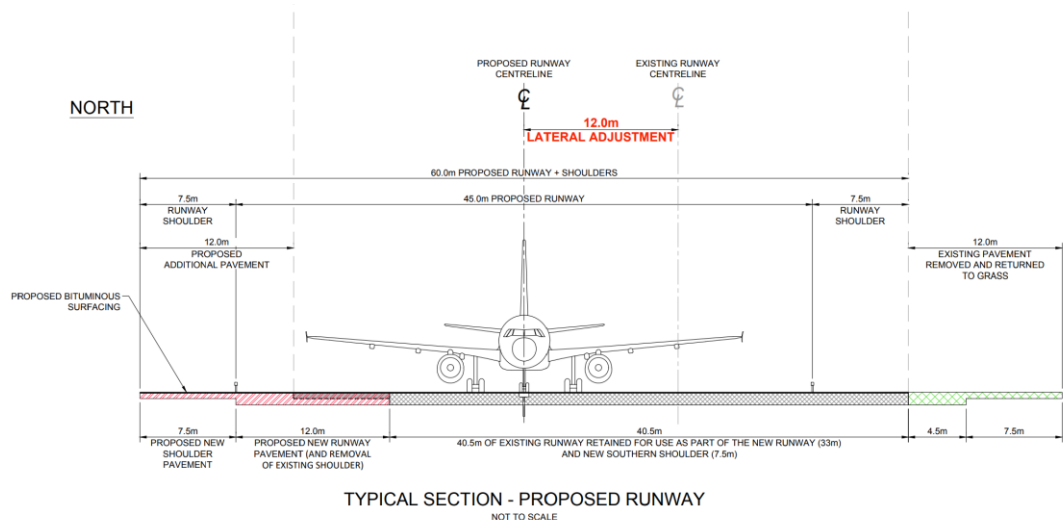 PROPOSED RUNWAY
CENTRELINE
EXISTING RUNWAY
CENTRELINE
℄
℄
NORTH
12.0m
LATERAL ADJUSTMENT
60.0m PROPOSED RUNWAY + SHOULDERS
7.5m
RUNWAY
SHOULDER
45.0m PROPOSED RUNWAY
7.5m
RUNWAY
SHOULDER
12.0m
PROPOSED
ADDITIONAL PAVEMENT
12.0m
EXISTING PAVEMENT
REMOVED AND RETURNED
TO GRASS
PROPOSED BITUMINOUS
SURFACING
7.5m
PROPOSED NEW
SHOULDER
PAVEMENT
12.0m
PROPOSED NEW RUNWAY
PAVEMENT (AND REMOVAL
OF EXISTING SHOULDER)
40.5m
40.5m OF EXISTING RUNWAY RETAINED FOR USE AS PART OF THE NEW RUNWAY (33m)
AND NEW SOUTHERN SHOULDER (7.5m)
4.5m
7.5m
TYPICAL SECTION - PROPOSED RUNWAY
NOT TO SCALE